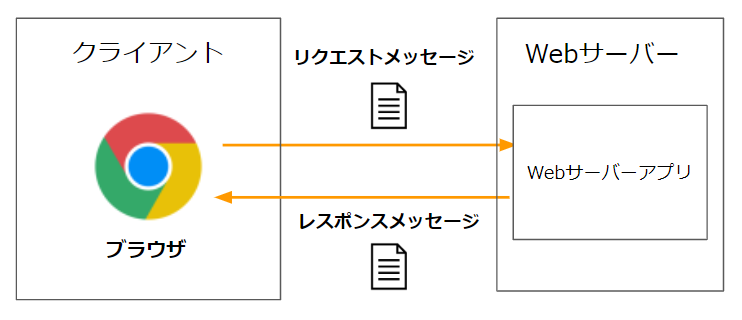 クライアント
リクエストメッセージ
Webサーバー
Webサーバーアプリ
レスポンスメッセージ
ブラウザ